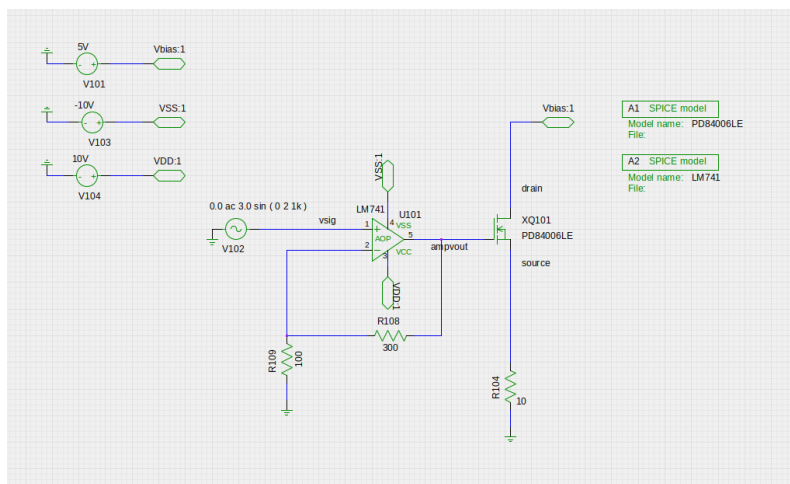 5V
Vbias:1
V101
-10V
VSS:1
V103
10V
VDD:1
V104
Vbias:1
A1 SPICE model
Model name: PD84006LE
File:
A2 SPICE model
Model name: LM741
File:
drain
VSS:1
0.0 ac 3.0 sin ( 0 2 1k )
vsig
V102
LM741
U101
1
4
VSS
AOP
5
2
3
VCC
ampvout
XQ101
PD84006LE
source
VDD:1
R108
300
R109
100
R104
10